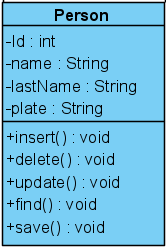 Person
-Id : int
-name : String
-lastName : String
-plate : String
+insert() : void
+delete() : void
+update() : void
+find() : void
+save() : void